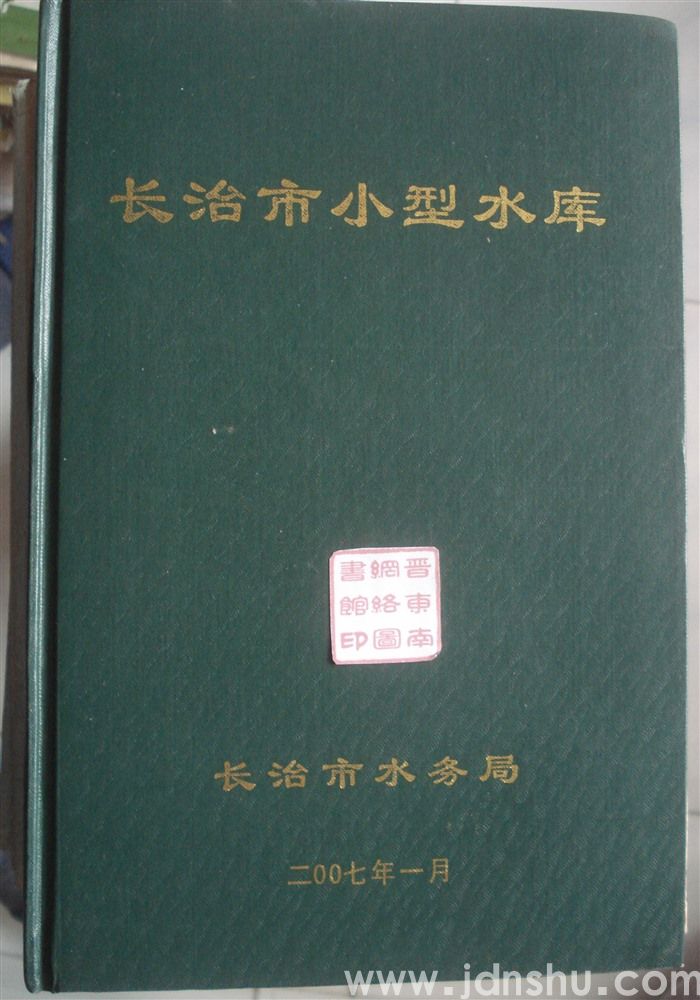 长治市小型水库
晋東南
網絡圖
書館印
长治市水务局
二00七年一月
www.jdnshu.com